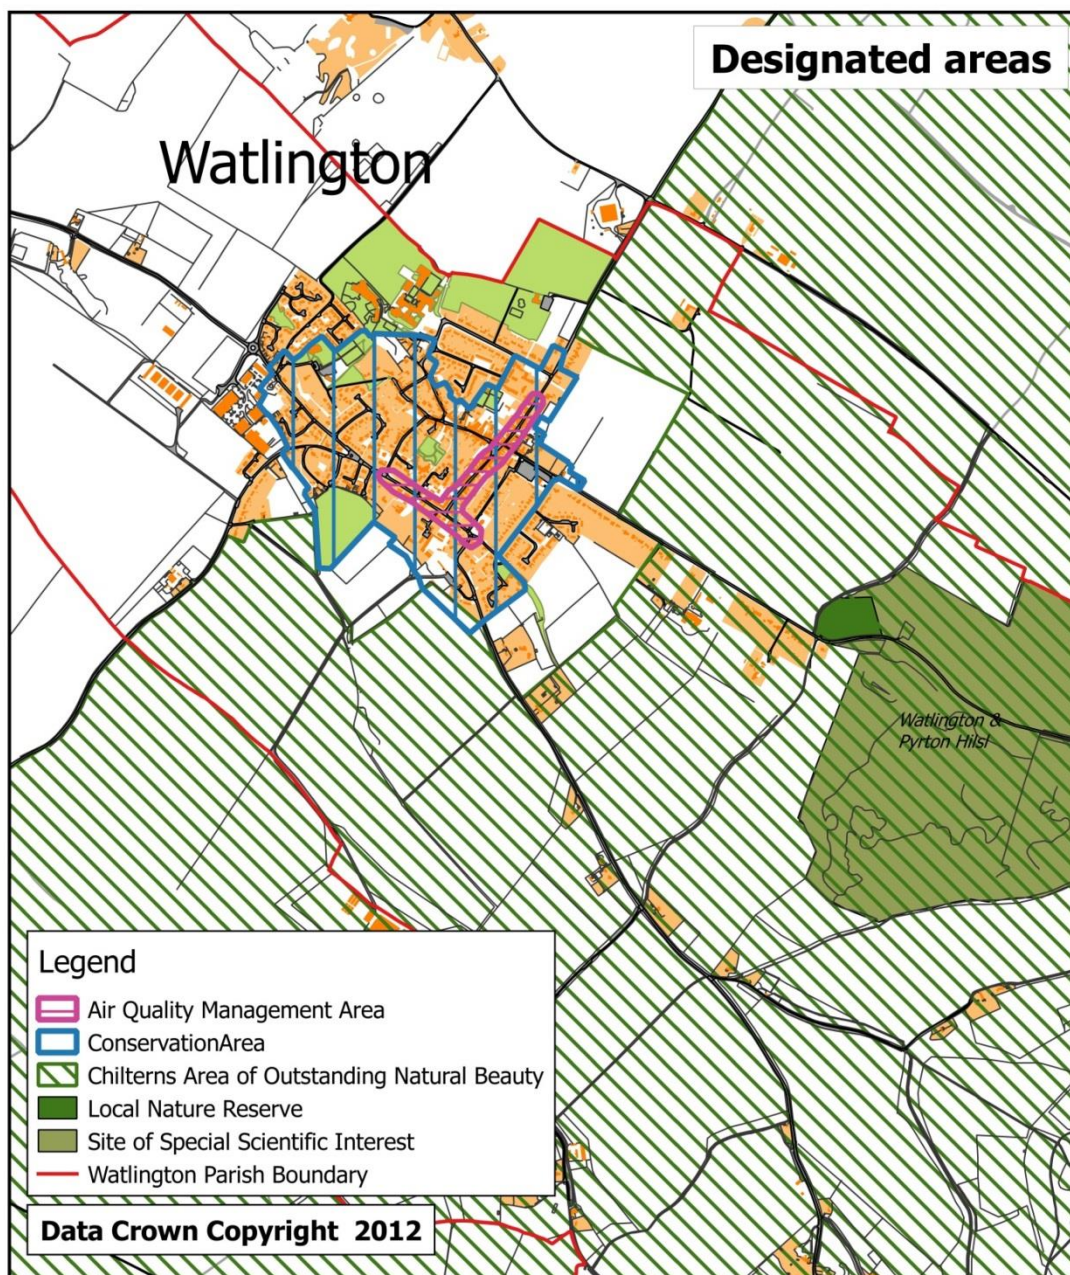 Designated areas
Watlington
Watlington &
Pyrton Hilsl
Legend
Air Quality Management Area
ConservationArea
Chilterns Area of Outstanding Natural Beauty
Local Nature Reserve
Site of Special Scientific Interest
Watlington Parish Boundary
Data Crown Copyright 2012